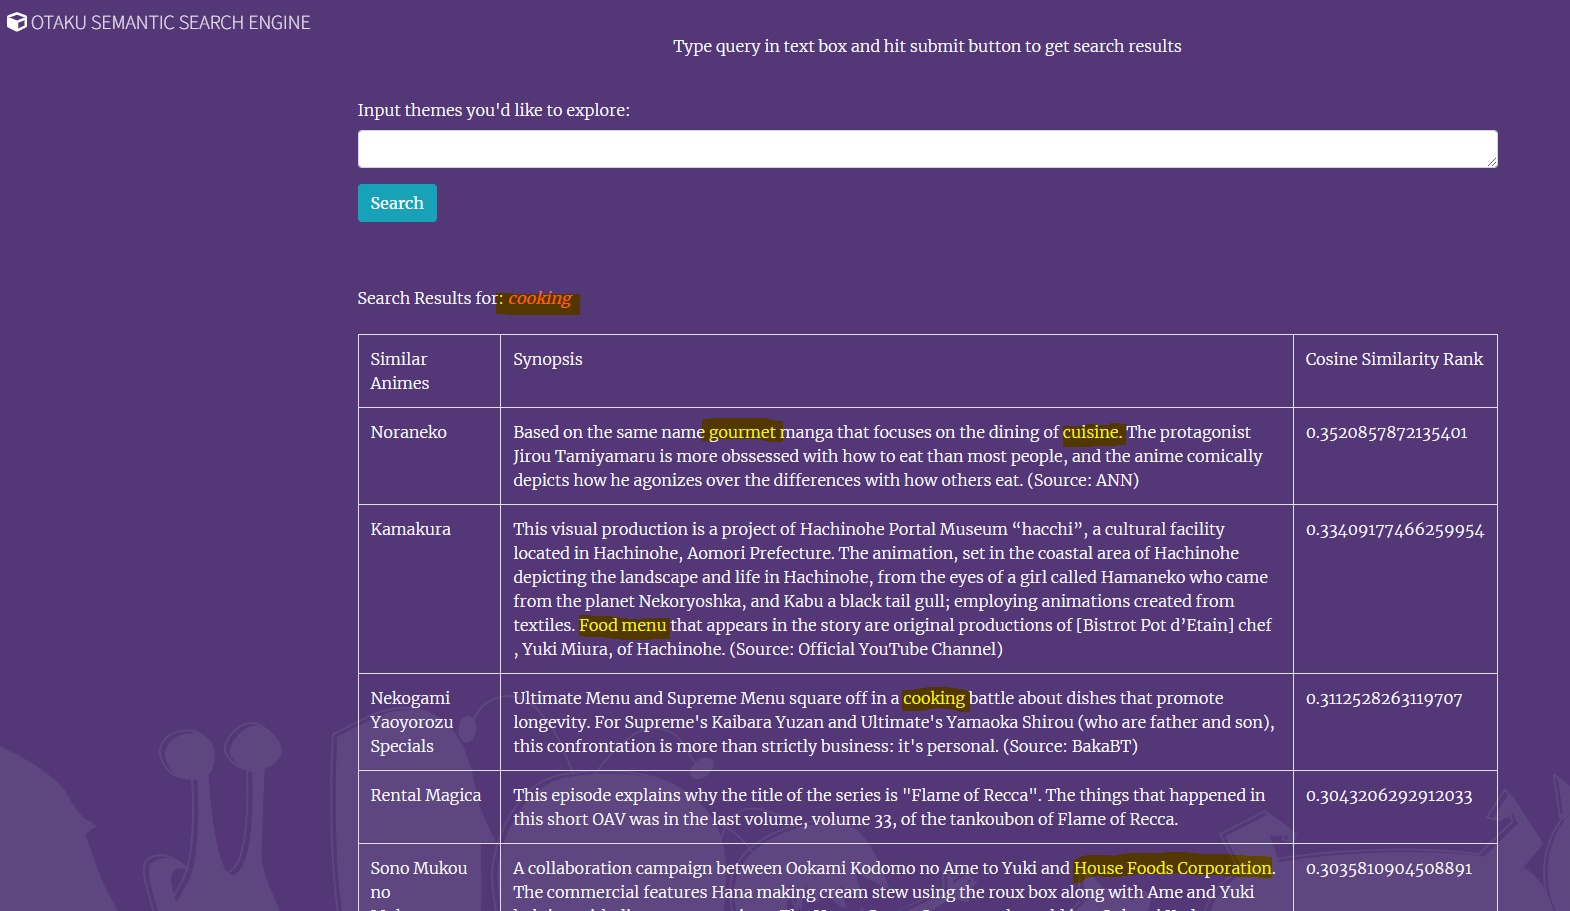 OTAKU SEMANTIC SEARCH ENGINE
Type query in text box and hit submit button to get search results
Input themes you'd like to explore:
Search
Search Results for: cooking
Similar
Animes
Synopsis
Cosine Similarity Rank
Noraneko
Based on the same name gourmet manga that focuses on the dining of cuisine. The protagonist
Jirou Tamiyamaru is more obssessed with how to eat than most people, and the anime comically
depicts how he agonizes over the differences with how others eat. (Source: ANN)
0.3520857872135401
Kamakura
This visual production is a project of Hachinohe Portal Museum “hacchi”, a cultural facility
located in Hachinohe, Aomori Prefecture. The animation, set in the coastal area of Hachinohe
depicting the landscape and life in Hachinohe, from the eyes of a girl called Hamaneko who came
from the planet Nekoryoshka, and Kabu a black tail gull; employing animations created from
textiles. Food menu that appears in the story are original productions of [Bistrot Pot d’Etain] chef
, Yuki Miura, of Hachinohe. (Source: Official YouTube Channel)
0.33409177466259954
Nekogami
Yaoyorozu
Specials
Ultimate Menu and Supreme Menu square off in a cooking battle about dishes that promote
longevity. For Supreme's Kaibara Yuzan and Ultimate's Yamaoka Shirou (who are father and son),
this confrontation is more than strictly business: it's personal. (Source: BakaBT)
0.3112528263119707
Rental Magica
This episode explains why the title of the series is "Flame of Recca". The things that happened in
this short OAV was in the last volume, volume 33, of the tankoubon of Flame of Recca.
0.3043206292912033
Sono Mukou
no
A collaboration campaign between Ookami Kodomo no Ame to Yuki and House Foods Corporation.
The commercial features Hana making cream stew using the roux box along with Ame and Yuki
0.3035810904508891